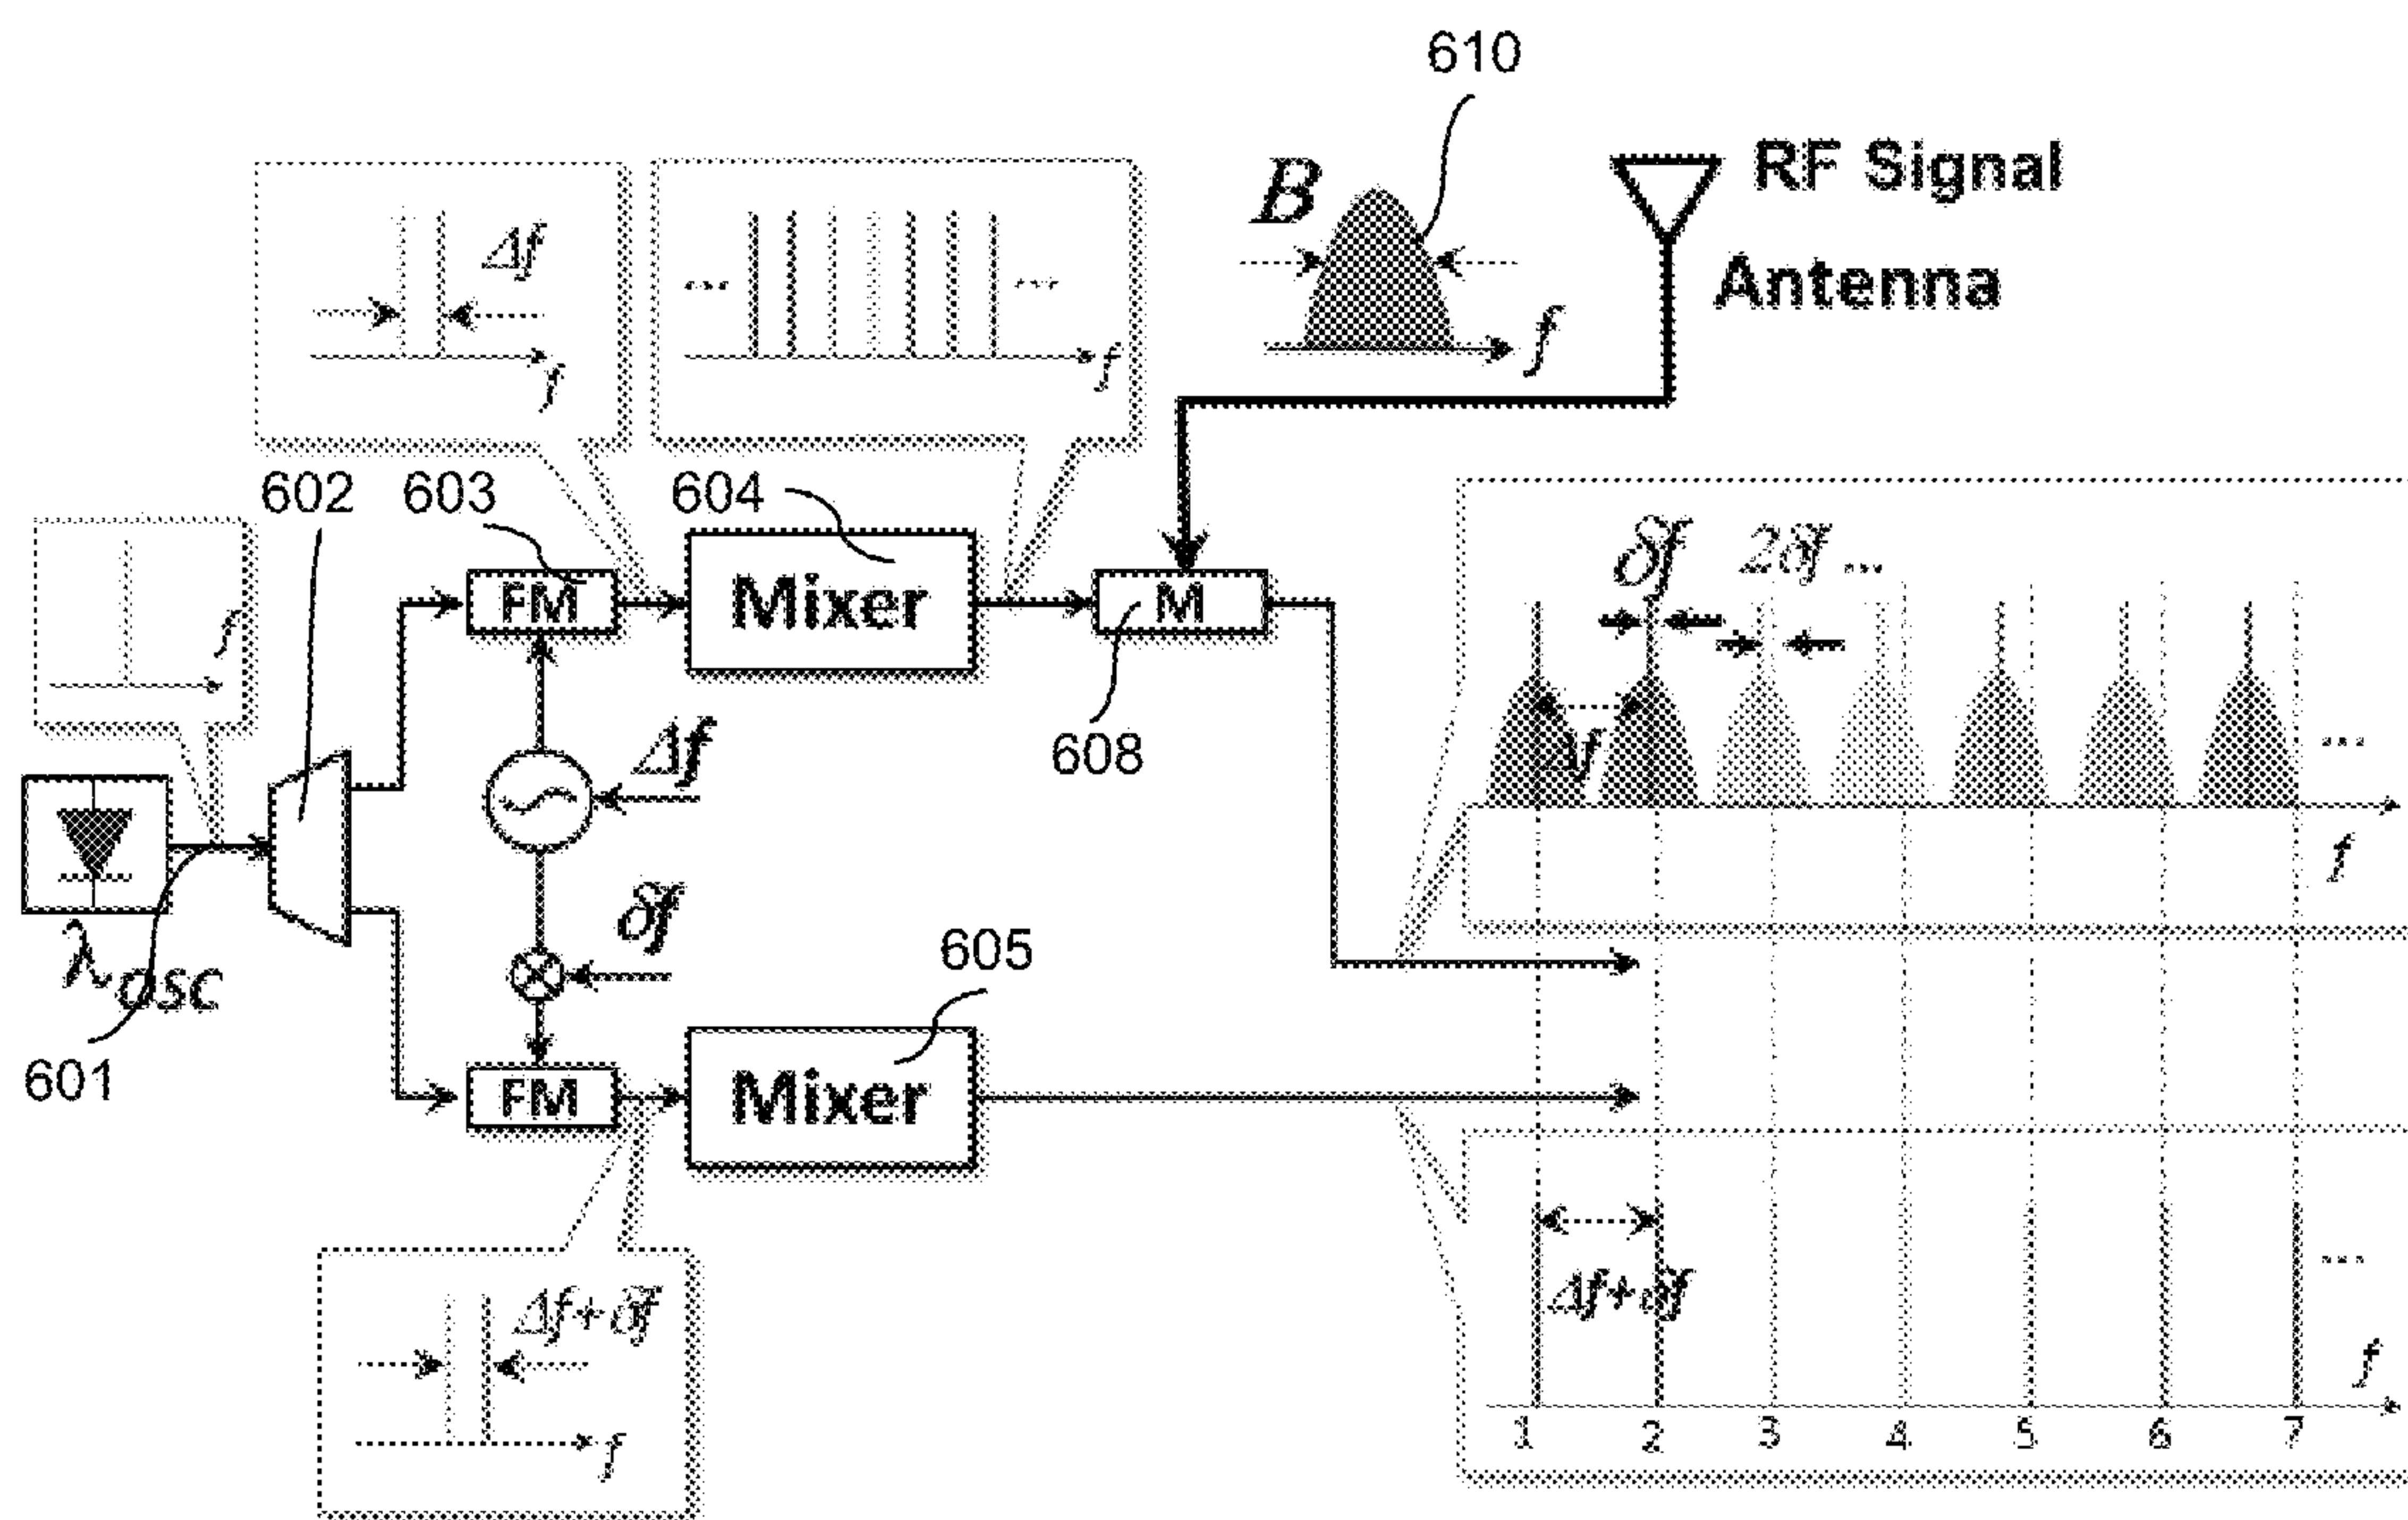 610
B
f
RF Signal
Antenna
Δf
f
...
...
f
602
603
604
FM
Mixer
M
608
f
λosc
601
Δf
δf
605
FM
Mixer
Δf+δf
f
δf
2δf ...
Δf
...
f
Δf+δf
...
f
1
2
3
4
5
6
7